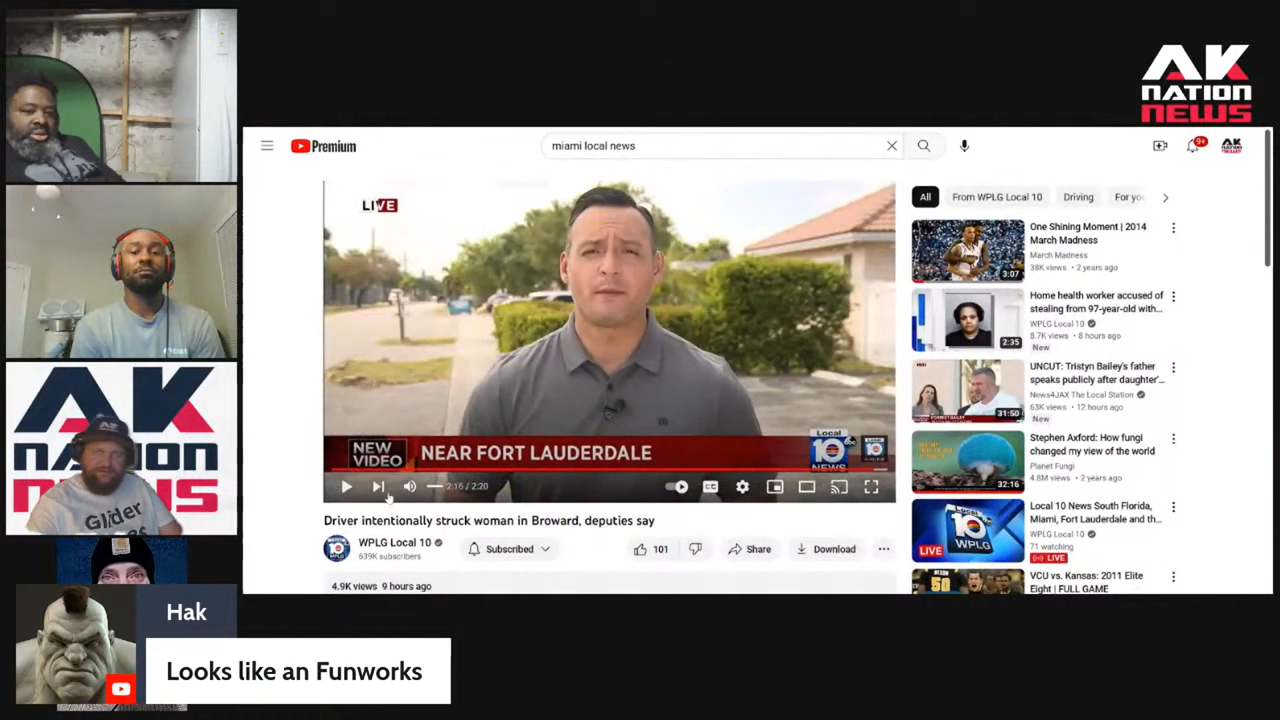 AK
NATION
NEWS
Premium
miami local news
9+
LIVE
NEW
VIDEO
NEAR FORT LAUDERDALE
Local
10
NEWS
2:16 / 2:20
CC
Driver intentionally struck woman in Broward, deputies say
WPLG Local 10
639K subscribers
Subscribed
101
Share
Download
4.9K views 9 hours ago
All
From WPLG Local 10
Driving
For you
3:07
One Shining Moment | 2014
March Madness
March Madness
38K views • 2 years ago
2:35
Home health worker accused of
stealing from 97-year-old with...
WPLG Local 10
8.7K views • 8 hours ago
New
31:50
UNCUT: Tristyn Bailey's father
speaks publicly after daughter'...
News4JAX The Local Station
63K views • 12 hours ago
New
32:16
Stephen Axford: How fungi
changed my view of the world
Planet Fungi
4.8M views • 2 years ago
LIVE
10
WPLG
Local 10 News South Florida,
Miami, Fort Lauderdale and th...
WPLG Local 10
71 watching
LIVE
VCU vs. Kansas: 2011 Elite
Eight | FULL GAME
AK
NATION
NEWS
Glider
Hak
Looks like an Funworks